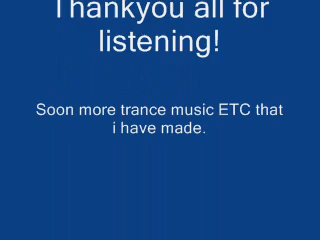 Thankyou all for
listening!
Soon more trance music ETC that
i have made.